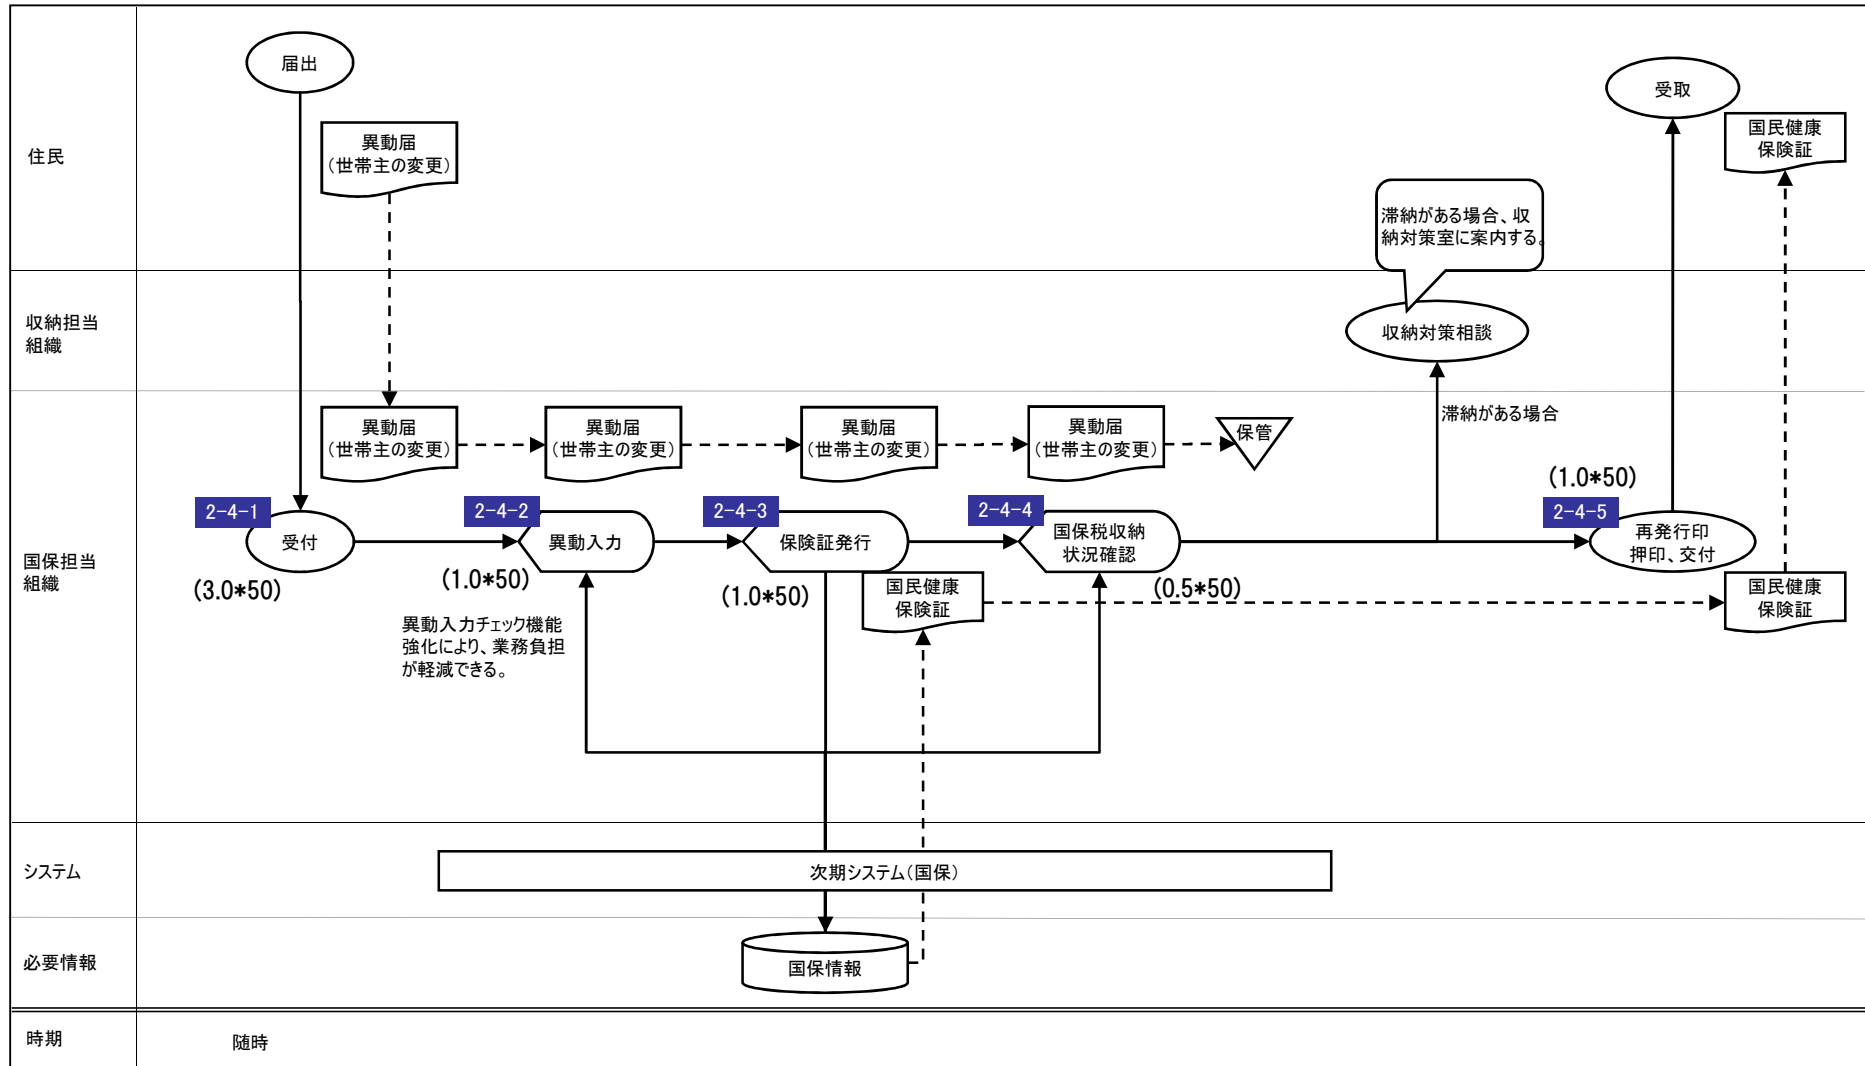 住民
届出
異動届
(世帯主の変更)
受取
国民健康
保険証
滞納がある場合、収
納対策室に案内する。
収納担当
組織
収納対策相談
国保担当
組織
異動届
(世帯主の変更)
異動届
(世帯主の変更)
異動届
(世帯主の変更)
異動届
(世帯主の変更)
保管
滞納がある場合
2-4-1
受付
(3.0*50)
2-4-2
異動入力
(1.0*50)
異動入力チェック機能
強化により、業務負担
が軽減できる。
2-4-3
保険証発行
(1.0*50)
国民健康
保険証
2-4-4
国保税収納
状況確認
(0.5*50)
(1.0*50)
2-4-5
再発行印
押印、交付
国民健康
保険証
システム
次期システム(国保)
必要情報
国保情報
時期
随時